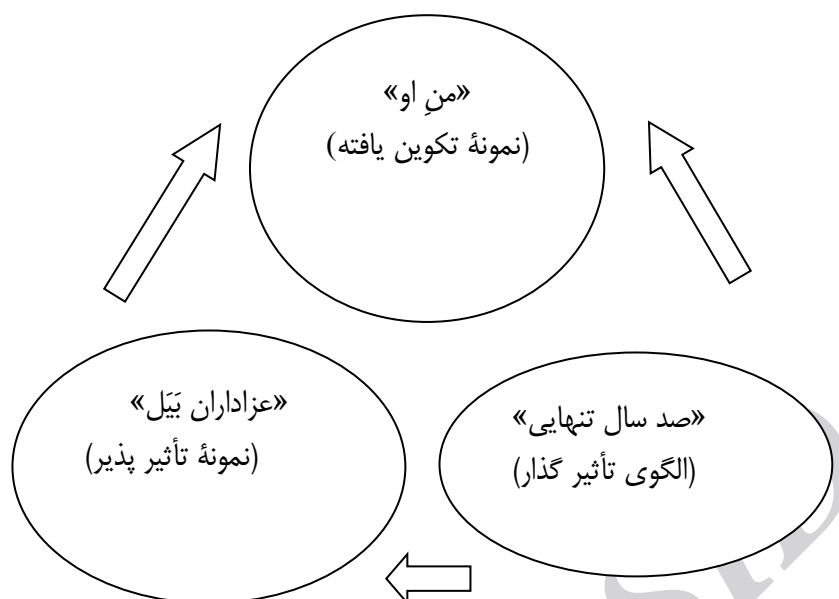 «منِ او»
(نمونهٔ تکوین یافته)
«صد سال تنهایی»
(الگوی تأثیر گذار)
«عزاداران بَیَل»
(نمونهٔ تأثیر پذیر)